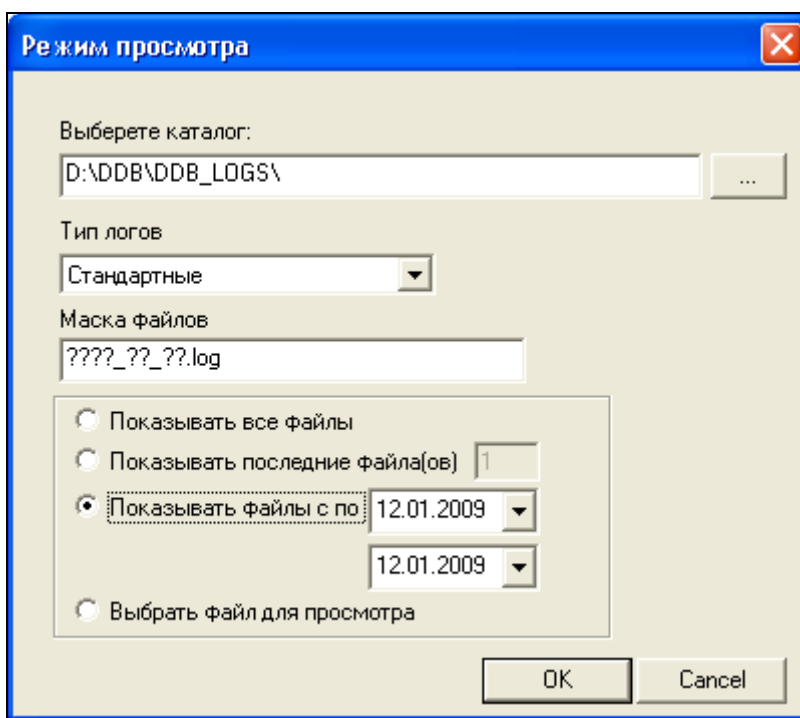 Режим просмотра
Выберете каталог:
D:\DDB\DDB_LOGS\
...
Тип логов
Стандартные
Маска файлов
????_??_??.log
Показывать все файлы
Показывать последние файла(ов) 1
Показывать файлы с по 12.01.2009
12.01.2009
Выбрать файл для просмотра
OK Cancel